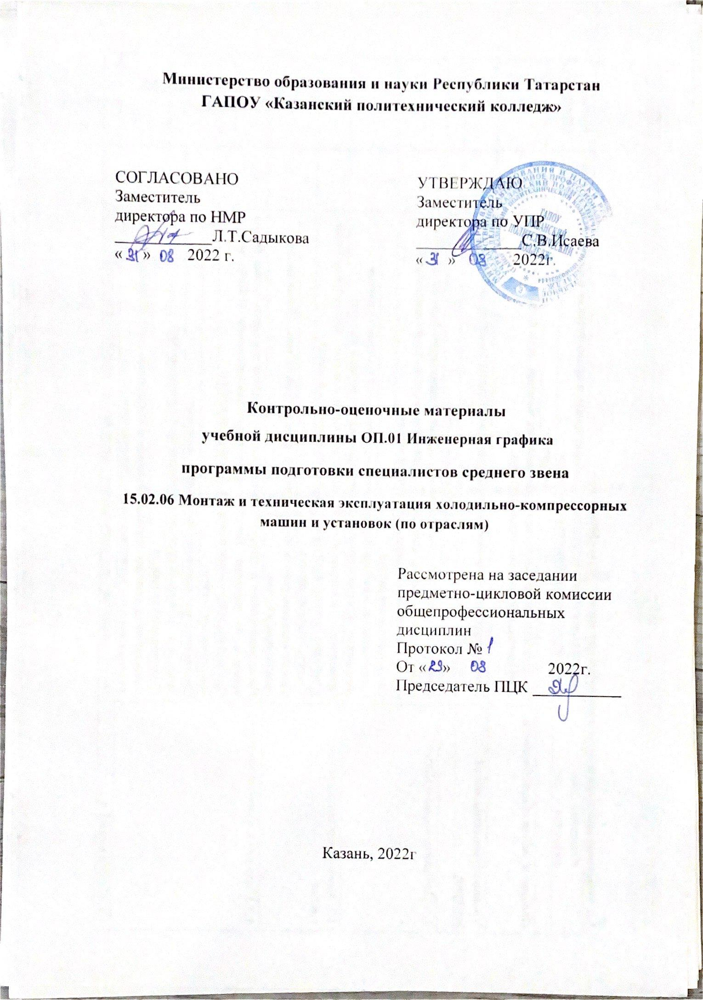 Министерство образования и науки Республики Татарстан
ГАПОУ «Казанский политехнический колледж»
СОГЛАСОВАНО
Заместитель
директора по НМР
Л.Т.Садыкова
«31» 08 2022 г.
УТВЕРЖДАЮ
Заместитель
директора по УПР
С.В.Исаева
«31» 08 2022г.
ГАПОУ
Контрольно-оценочные материалы
учебной дисциплины ОП.01 Инженерная графика
программы подготовки специалистов среднего звена
15.02.06 Монтаж и техническая эксплуатация холодильно-компрессорных
машин и установок (по отраслям)
Рассмотрена на заседании
предметно-цикловой комиссии
общепрофессиональных
дисциплин
Протокол № 1
От «29» 08 2022г.
Председатель ПЦК
Казань, 2022г